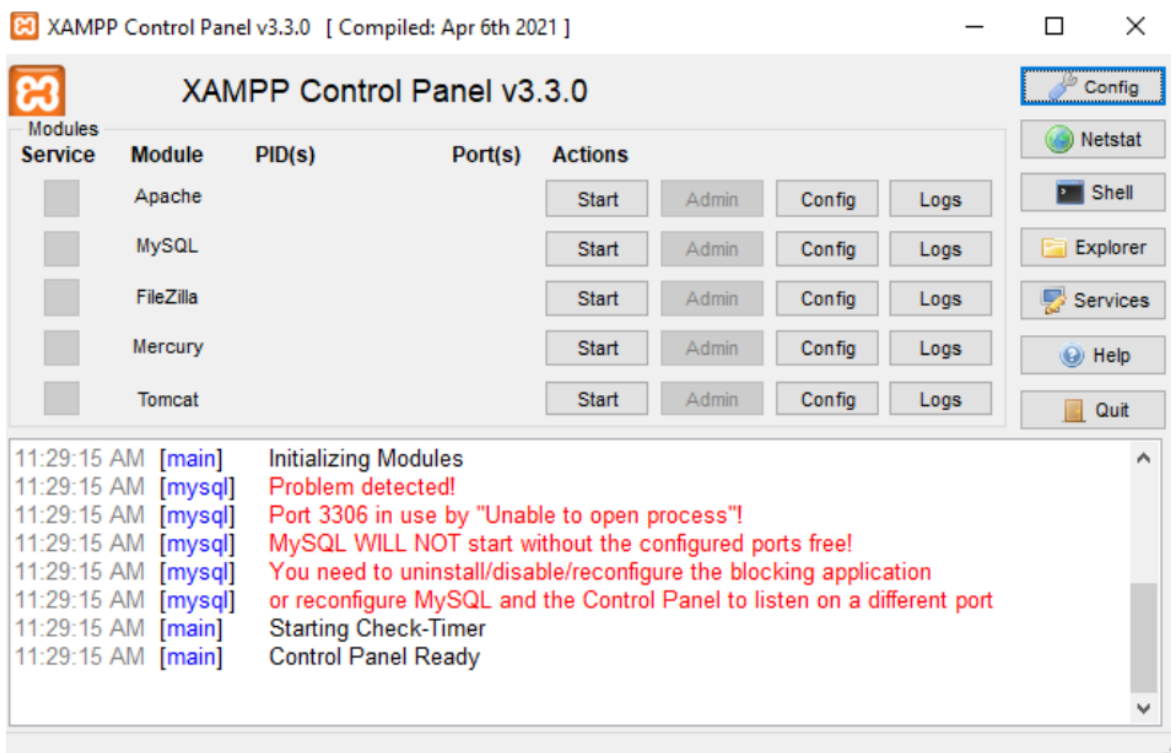 XAMPP Control Panel v3.3.0 [ Compiled: Apr 6th 2021 ]
XAMPP Control Panel v3.3.0
Config
Modules
Service Module PID(s) Port(s) Actions
Netstat
Apache Start Admin Config Logs
Shell
MySQL Start Admin Config Logs
Explorer
FileZilla Start Admin Config Logs
Services
Mercury Start Admin Config Logs
Help
Tomcat Start Admin Config Logs
Quit
11:29:15 AM [main] Initializing Modules
11:29:15 AM [mysql] Problem detected!
11:29:15 AM [mysql] Port 3306 in use by "Unable to open process"!
11:29:15 AM [mysql] MySQL WILL NOT start without the configured ports free!
11:29:15 AM [mysql] You need to uninstall/disable/reconfigure the blocking application
11:29:15 AM [mysql] or reconfigure MySQL and the Control Panel to listen on a different port
11:29:15 AM [main] Starting Check-Timer
11:29:15 AM [main] Control Panel Ready